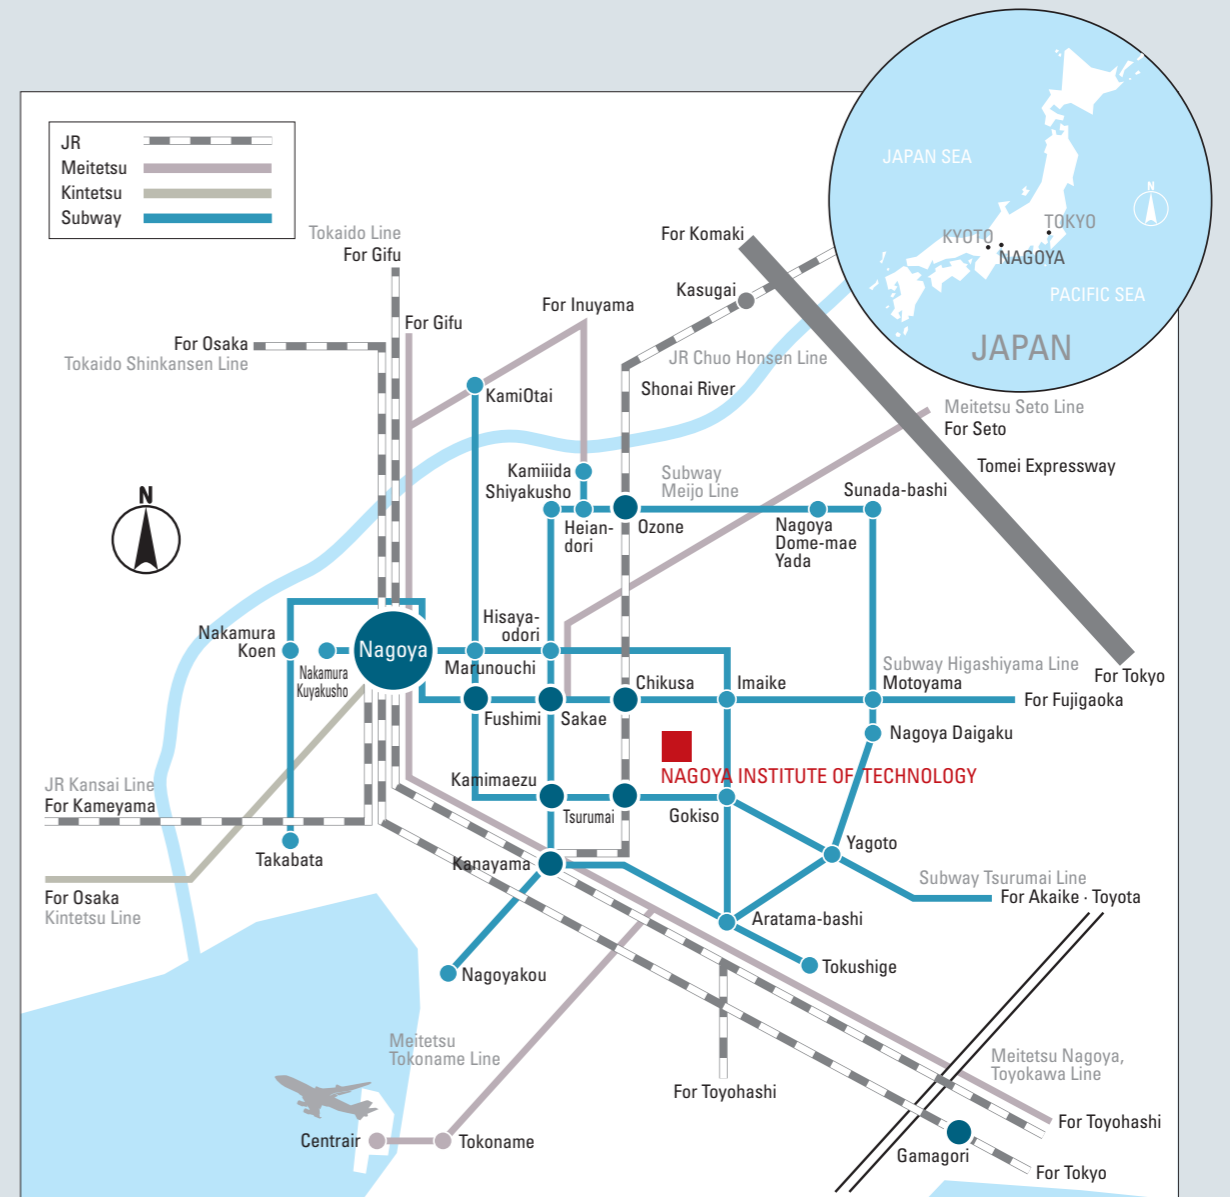 JR
Meitetsu
Kintetsu
Subway
JAPAN SEA
N
TOKYO
KYOTO
NAGOYA
PACIFIC SEA
JAPAN
Tokaido Line
For Gifu
For Komaki
Kasugai
For Inuyama
For Gifu
For Osaka
Tokaido Shinkansen Line
JR Chuo Honsen Line
Shonai River
KamiOtai
Meitetsu Seto Line
For Seto
Tomei Expressway
Kamiiida
Shiyakusho
Subway
Meijo Line
Sunada-bashi
N
Heian-
dori
Ozone
Nagoya
Dome-mae
Yada
Hisaya-
odori
Nakamura
Koen
Nagoya
Nakamura
Kuyakusho
Marunouchi
Subway Higashiyama Line
Motoyama
For Tokyo
Chikusa
Imaike
For Fujigaoka
Fushimi
Sakae
Nagoya Daigaku
NAGOYA INSTITUTE OF TECHNOLOGY
JR Kansai Line
For Kameyama
Kamimaezu
Tsurumai
Gokiso
Takabata
Kanayama
Yagoto
Subway Tsurumai Line
For Akaike · Toyota
For Osaka
Kintetsu Line
Aratama-bashi
Nagoyakou
Tokushige
Meitetsu
Tokoname Line
Meitetsu Nagoya,
Toyokawa Line
For Toyohashi
For Toyohashi
Centrair
Tokoname
Gamagori
For Tokyo